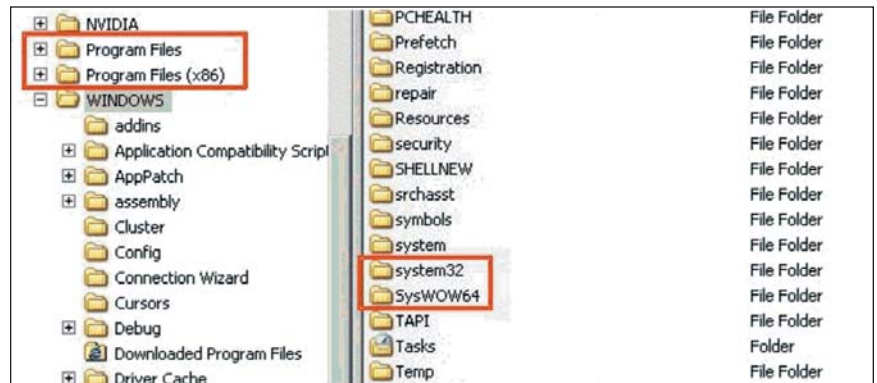 NVIDIA
Program Files
Program Files (x86)
WINDOWS
addins
Application Compatibility Script
AppPatch
assembly
Cluster
Config
Connection Wizard
Cursors
Debug
Downloaded Program Files
Driver Cache
PCHEALTH File Folder
Prefetch File Folder
Registration File Folder
repair File Folder
Resources File Folder
security File Folder
SHELLNEW File Folder
srchasst File Folder
symbols File Folder
system File Folder
system32 File Folder
SysWOW64 File Folder
TAPI File Folder
Tasks Folder
Temp File Folder